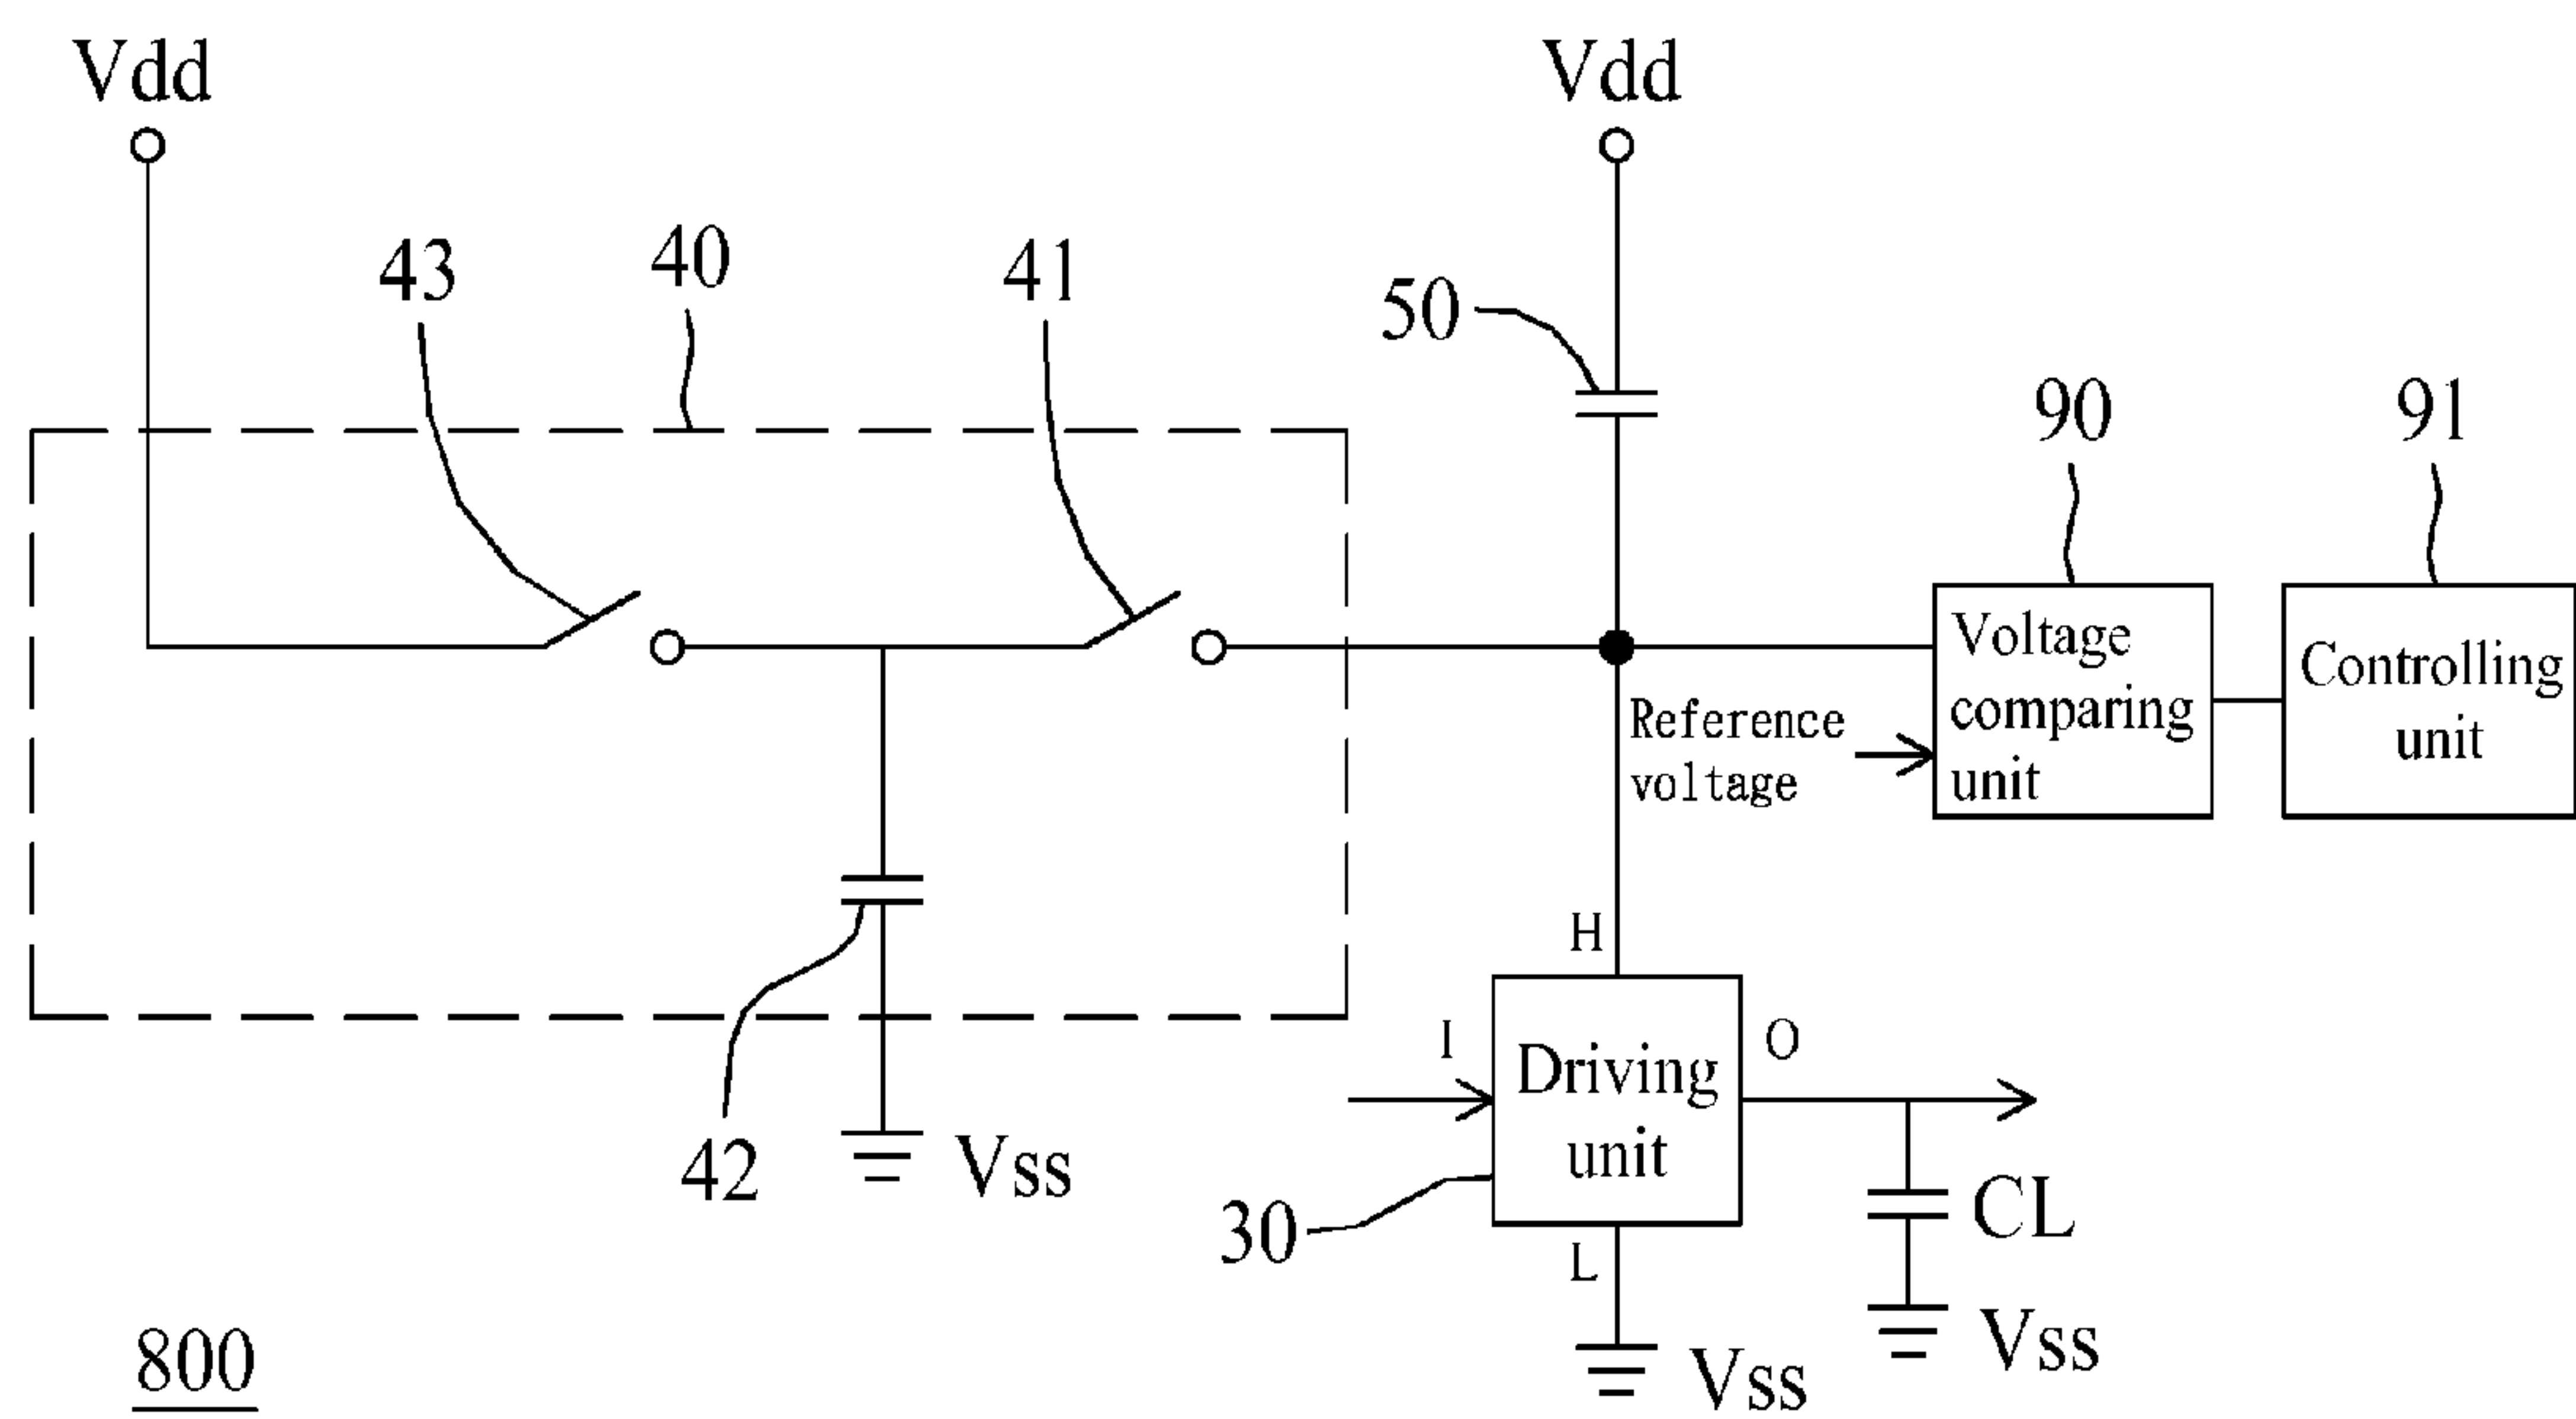 Vdd
Vdd
43
40
41
50
90
91
Voltage
comparing
unit
Controlling
unit
Reference
voltage
H
I
Driving
unit
O
42
Vss
30
CL
L
Vss
Vss
800